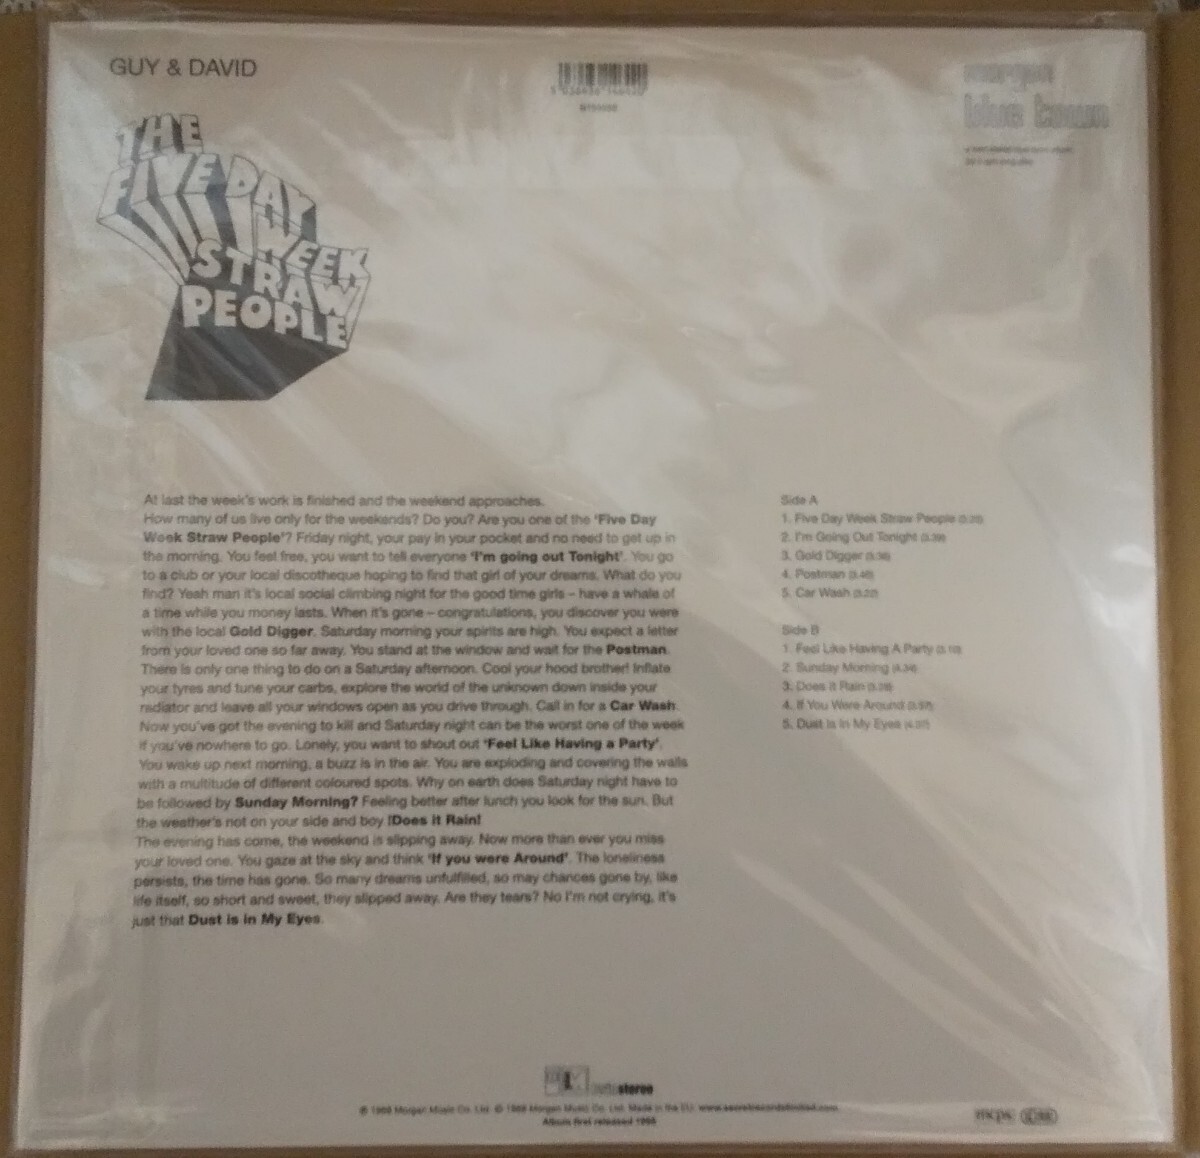 GUY & DAVID
THE
FIVE DAY
WEEK
STRAW
PEOPLE
morgan
blue town
At last the week's work is finished and the weekend approaches.
How many of us live only for the weekends? Do you? Are you one of the 'Five Day
Week Straw People'? Friday night, your pay in your pocket and no need to get up in
the morning. You feel free, you want to tell everyone 'I'm going out Tonight'. You go
to a club or your local discotheque hoping to find that girl of your dreams. What do you
find? Yeah man it's local social climbing night for the good time girls – have a whale of
a time while you money lasts. When it's gone – congratulations, you discover you were
with the local Gold Digger. Saturday morning your spirits are high. You expect a letter
from your loved one so far away. You stand at the window and wait for the Postman.
There is only one thing to do on a Saturday afternoon. Cool your hood brother! Inflate
your tyres and tune your carbs, explore the world of the unknown down inside your
radiator and leave all your windows open as you drive through. Call in for a Car Wash.
Now you've got the evening to kill and Saturday night can be the worst one of the week
if you've nowhere to go. Lonely, you want to shout out 'Feel Like Having a Party'.
You wake up next morning, a buzz is in the air. You are exploding and covering the walls
with a multitude of different coloured spots. Why on earth does Saturday night have to
be followed by Sunday Morning? Feeling better after lunch you look for the sun. But
the weather's not on your side and boy !Does it Rain!
The evening has come, the weekend is slipping away. Now more than ever you miss
your loved one. You gaze at the sky and think 'If you were Around'. The loneliness
persists, the time has gone. So many dreams unfulfilled, so may chances gone by, like
life itself, so short and sweet, they slipped away. Are they tears? No I'm not crying, it's
just that Dust is in My Eyes.
Side A
1. Five Day Week Straw People
2. I'm Going Out Tonight
3. Gold Digger
4. Postman
5. Car Wash
Side B
1. Feel Like Having A Party
2. Sunday Morning
3. Does it Rain
4. If You Were Around
5. Dust Is In My Eyes
stereo
Morgan Music Co. Ltd. Morgan Music Co. Ltd. Made in the EU. www.secretrecordslimited.com
Album first released 1968
mcps